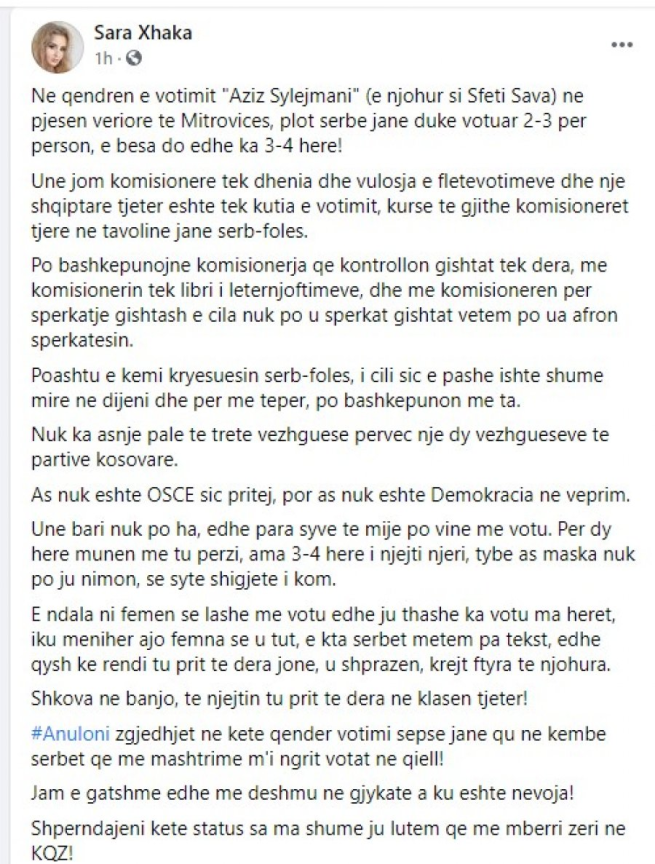 Sara Xhaka
1h ·
Ne qendren e votimit "Aziz Sylejmani" (e njohur si Sfeti Sava) ne
pjesen veriore te Mitrovices, plot serbe jane duke votuar 2-3 per
person, e besa do edhe ka 3-4 here!
Une jom komisionere tek dhenia dhe vulosja e fletevotimeve dhe nje
shqiptare tjeter eshte tek kutia e votimit, kurse te gjithe komisioneret
tjere ne tavoline jane serb-foles.
Po bashkepunojne komisionerja qe kontrollon gishtat tek dera, me
komisionerin tek libri i leternjoftimeve, dhe me komisioneren per
sperkatje gishtash e cila nuk po u sperkat gishtat vetem po ua afron
sperkatesin.
Poashtu e kemi kryesuesin serb-foles, i cili sic e pashe ishte shume
mire ne dijeni dhe per me teper, po bashkepunon me ta.
Nuk ka asnje pale te trete vezhguese pervec nje dy vezhgueseve te
partive kosovare.
As nuk eshte OSCE sic pritej, por as nuk eshte Demokracia ne veprim.
Une bari nuk po ha, edhe para syve te mije po vine me votu. Per dy
here munen me tu perzi, ama 3-4 here i njejti njeri, tybe as maska nuk
po ju nimon, se syte shigjete i kom.
E ndala ni femen se lashe me votu edhe ju thashe ka votu ma heret,
iku meniher ajo femna se u tut, e kta serbet metem pa tekst, edhe
qysh ke rendi tu prit te dera jone, u shprazen, krejt ftyra te njohura.
Shkova ne banjo, te njejtin tu prit te dera ne klasen tjeter!
#Anuloni zgjedhjet ne kete qender votimi sepse jane qu ne kembe
serbet qe me mashtrime m'i ngrit votat ne qiell!
Jam e gatshme edhe me deshmu ne gjykate a ku eshte nevoja!
Shperndajeni kete status sa ma shume ju lutem qe me mberri zeri ne
KQZ!